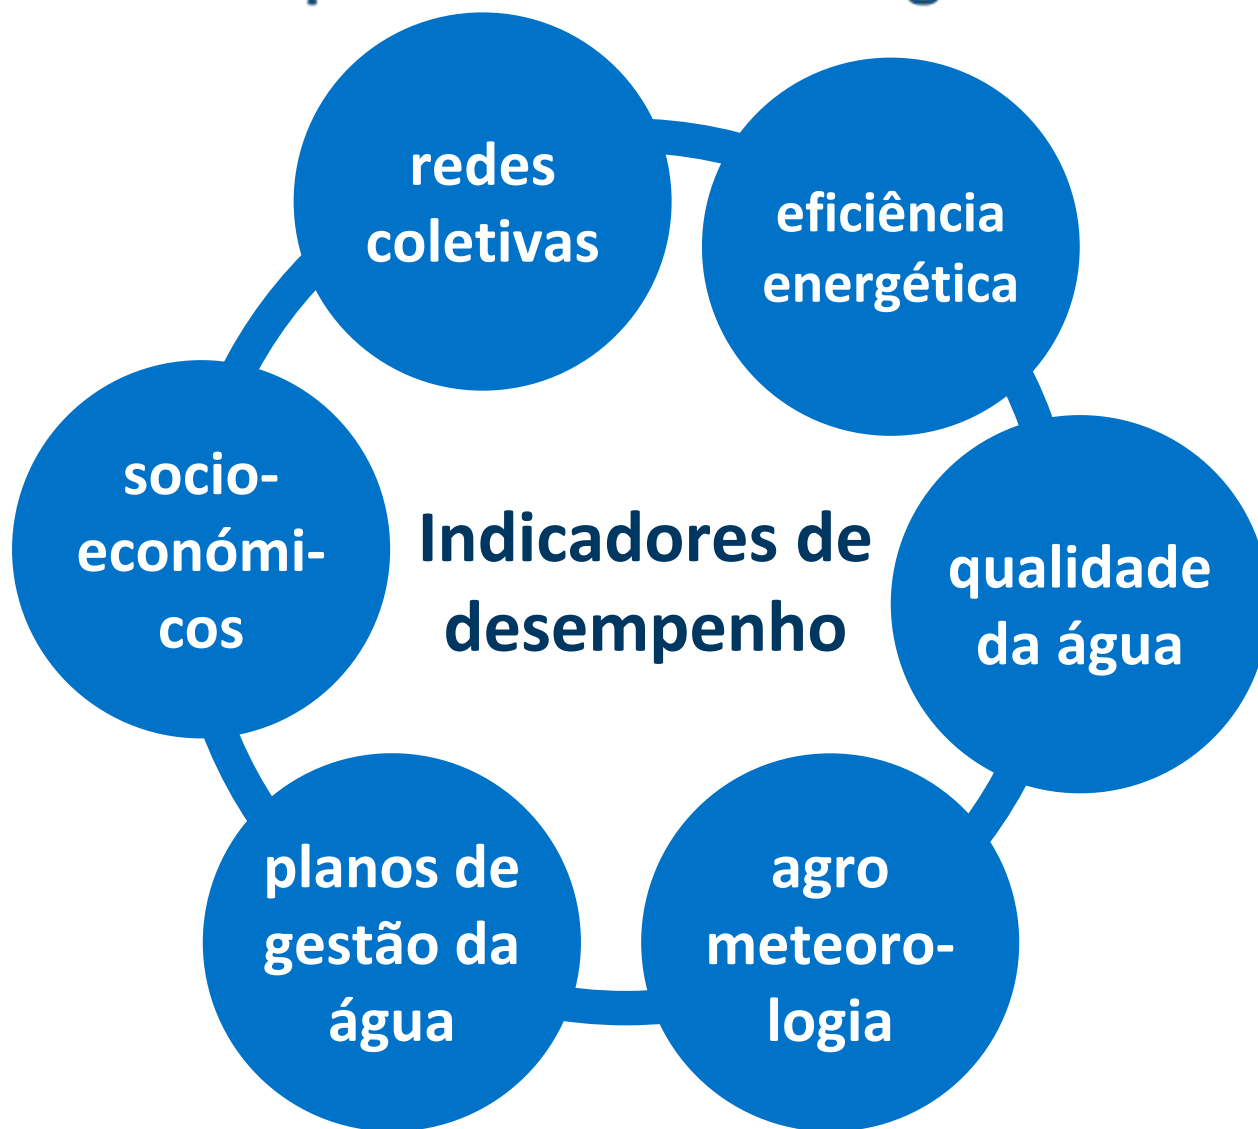 redes
coletivas
eficiência
energética
socio-
económi-
cos
Indicadores de
desempenho
qualidade
da água
planos de
gestão da
água
agro
meteoro-
logia